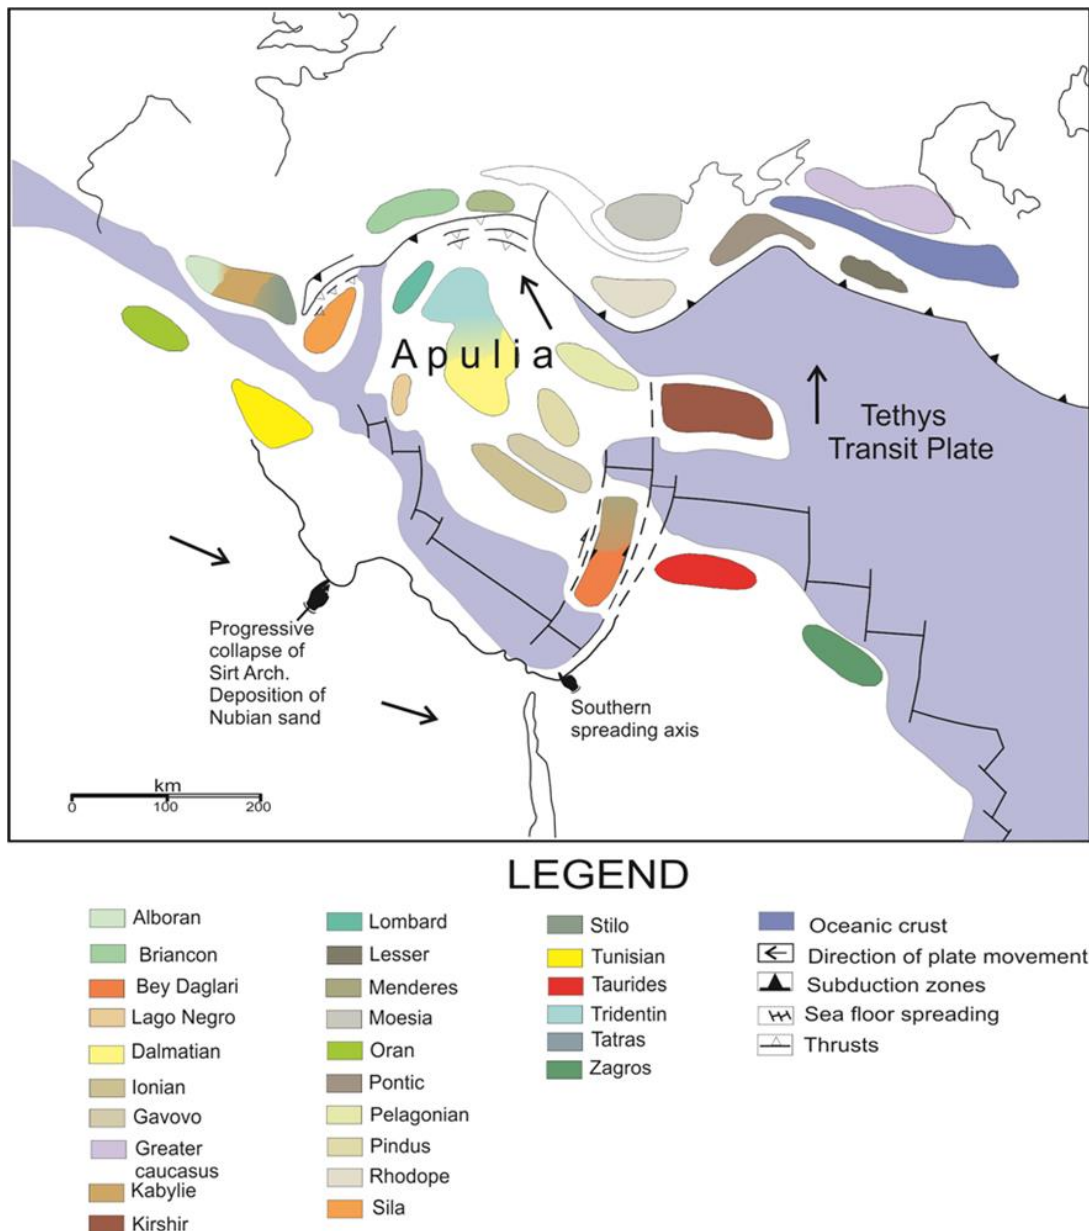 Apulia
Tethys
Transit Plate
Progressive
collapse of
Sirt Arch.
Deposition of
Nubian sand
Southern
spreading axis
km
0 100 200
LEGEND
Alboran
Briancon
Bey Daglari
Lago Negro
Dalmatian
Ionian
Gavovo
Greater
caucasus
Kabylie
Kirshir
Lombard
Lesser
Menderes
Moesia
Oran
Pontic
Pelagonian
Pindus
Rhodope
Sila
Stilo
Tunisian
Taurides
Tridentin
Tatras
Zagros
Oceanic crust
Direction of plate movement
Subduction zones
Sea floor spreading
Thrusts